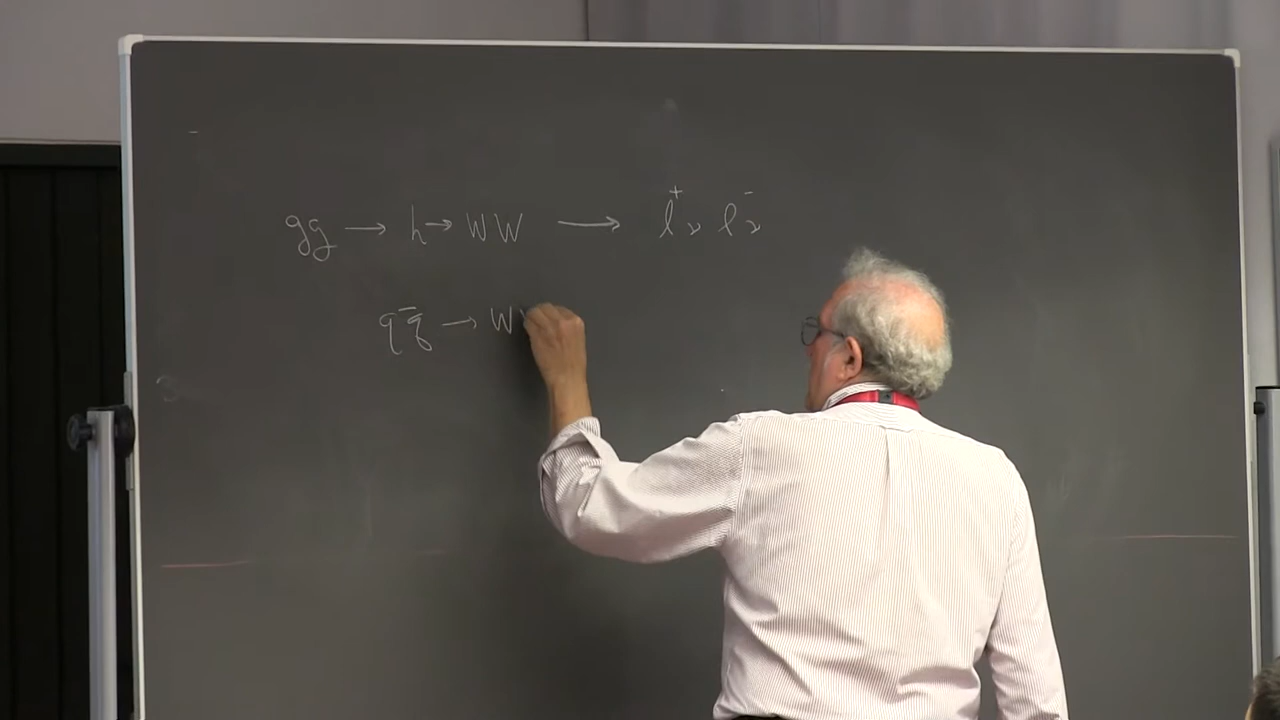 gg → h → WW → l⁺ν l⁻ν
qq̄ → W